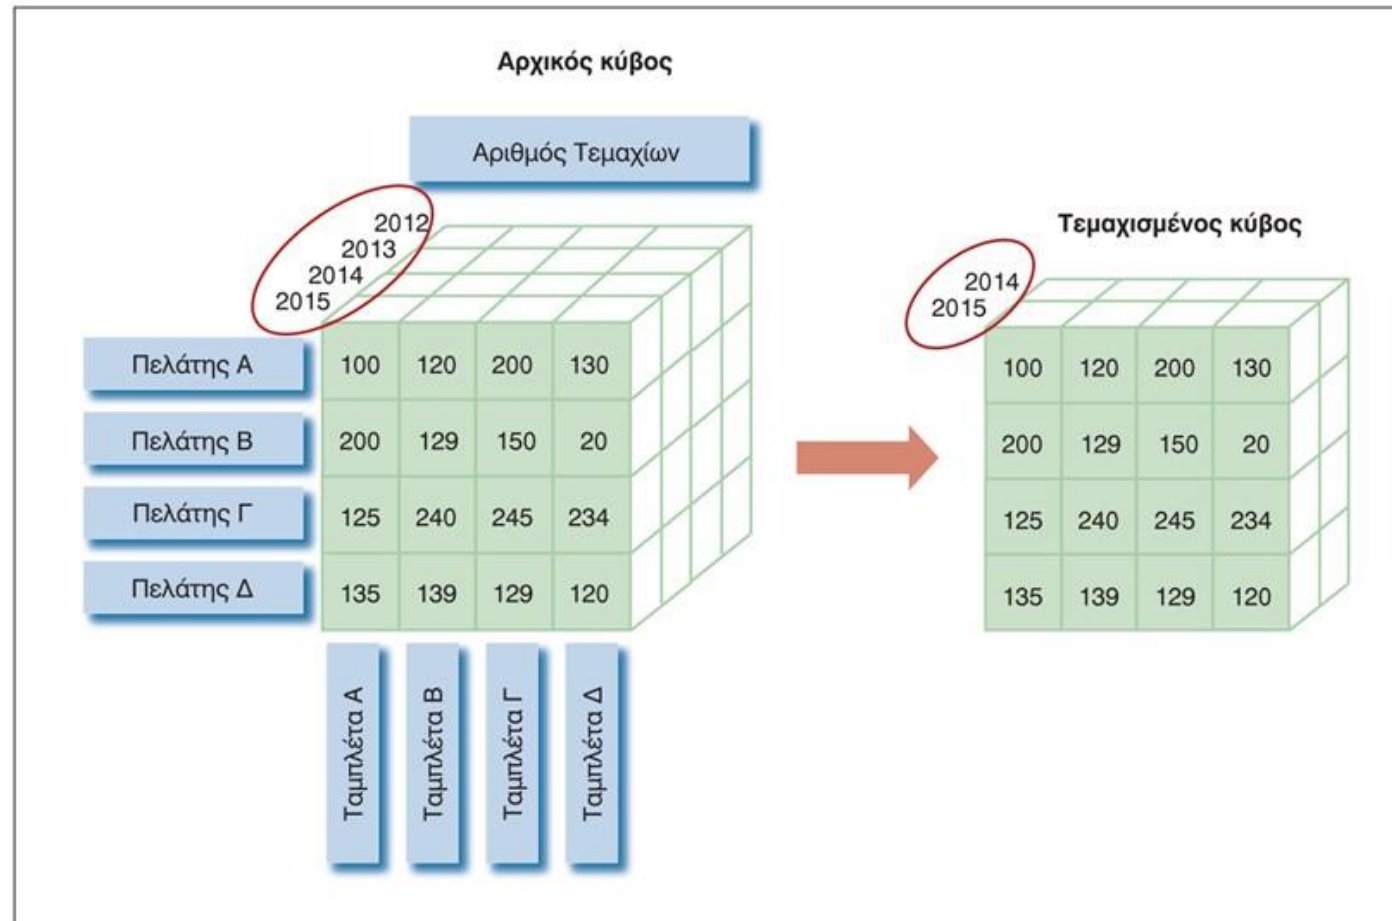 Αρχικός κύβος
Αριθμός Τεμαχίων
2012
2013
2014
2015
Πελάτης Α 100 120 200 130
Πελάτης Β 200 129 150 20
Πελάτης Γ 125 240 245 234
Πελάτης Δ 135 139 129 120
Ταμπλέτα Α
Ταμπλέτα Β
Ταμπλέτα Γ
Ταμπλέτα Δ
Τεμαχισμένος κύβος
2014
2015
100 120 200 130
200 129 150 20
125 240 245 234
135 139 129 120